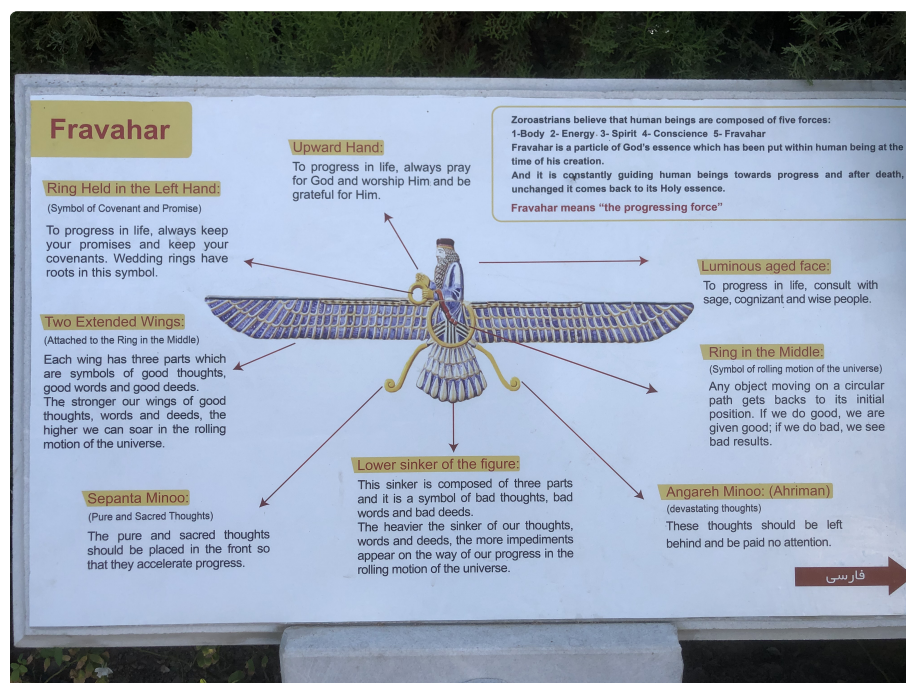 Fravahar
Zoroastrians believe that human beings are composed of five forces:
1-Body 2- Energy 3- Spirit 4- Conscience 5- Fravahar
Fravahar is a particle of God's essence which has been put within human being at the
time of his creation.
And it is constantly guiding human beings towards progress and after death,
unchanged it comes back to its Holy essence.
Fravahar means “the progressing force”
Upward Hand:
To progress in life, always pray
for God and worship Him and be
grateful for Him.
Ring Held in the Left Hand:
(Symbol of Covenant and Promise)
To progress in life, always keep
your promises and keep your
covenants. Wedding rings have
roots in this symbol.
Luminous aged face:
To progress in life, consult with
sage, cognizant and wise people.
Two Extended Wings:
(Attached to the Ring in the Middle)
Each wing has three parts which
are symbols of good thoughts,
good words and good deeds.
The stronger our wings of good
thoughts, words and deeds, the
higher we can soar in the rolling
motion of the universe.
Ring in the Middle:
(Symbol of rolling motion of the universe)
Any object moving on a circular
path gets backs to its initial
position. If we do good, we are
given good; if we do bad, we see
bad results.
Lower sinker of the figure:
This sinker is composed of three parts
and it is a symbol of bad thoughts, bad
words and bad deeds.
The heavier the sinker of our thoughts,
words and deeds, the more impediments
appear on the way of our progress in the
rolling motion of the universe.
Sepanta Minoo:
(Pure and Sacred Thoughts)
The pure and sacred thoughts
should be placed in the front so
that they accelerate progress.
Angareh Minoo: (Ahriman)
(devastating thoughts)
These thoughts should be left
behind and be paid no attention.
فارسی